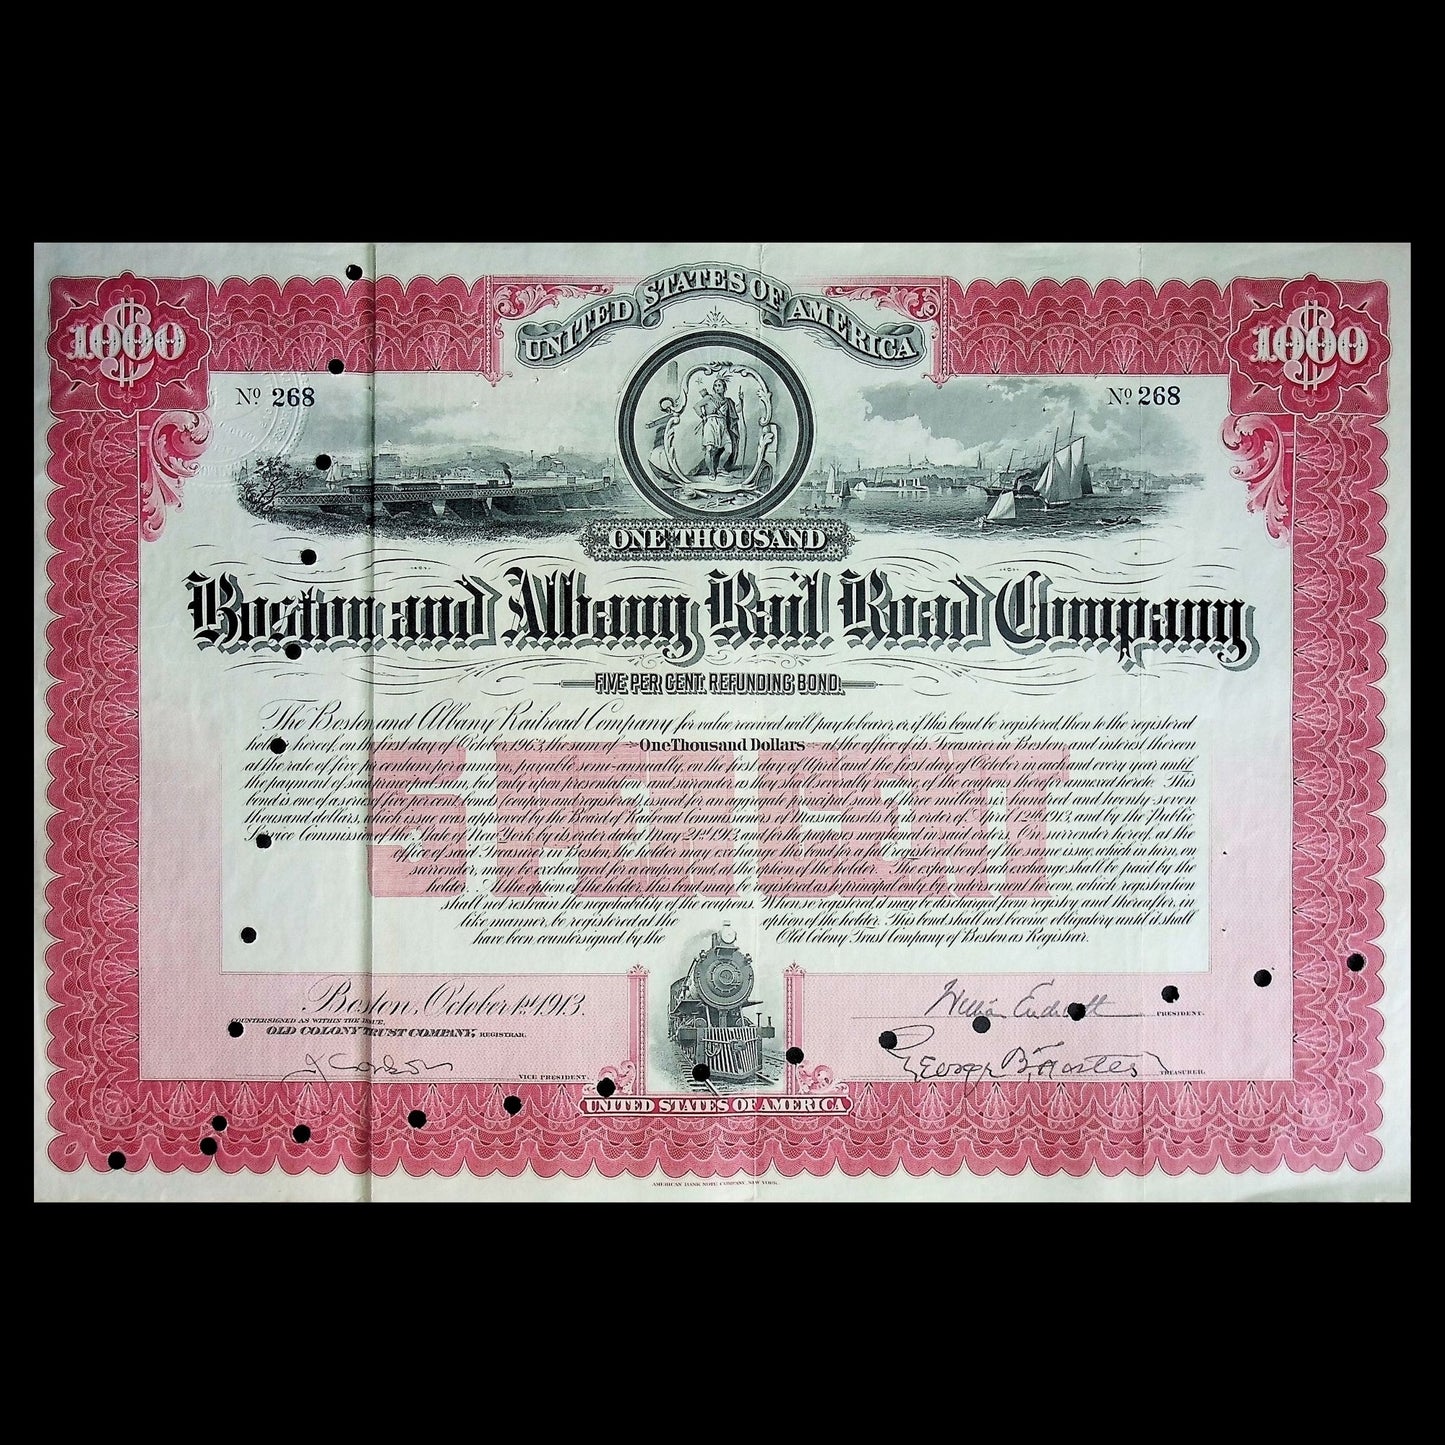 UNITED STATES OF AMERICA
1000 $ 1000 $
No 268 No 268
ONE THOUSAND
Boston and Albany Rail Road Company
FIVE PER CENT. REFUNDING BOND.
The Boston and Albany Railroad Company for value received will pay to bearer, or, if this bond be registered, then to the registered
holder hereof, on the first day of October 1963, the sum of One Thousand Dollars at the office of its Treasurer in Boston, and interest thereon
at the rate of five per centum per annum, payable semi-annually, on the first day of April and the first day of October in each and every year until
the payment of said principal sum, but only upon presentation and surrender, as they shall severally mature, of the coupons therefor annexed hereto. This
bond is one of a series of five per cent bonds (coupon and registered), issued for an aggregate principal sum of three million, hundred and twenty-seven
thousand dollars, which issue was approved by the Board of Railroad Commissioners of Massachusetts by order of April 12th 1913, and by the Public
Service Commission of the State of New York by its order dated May 21st 1913, and for the purposes mentioned in said orders. On surrender hereof, at the
office of said Treasurer in Boston, the holder may exchange this bond for a full registered bond of the same issue, which in turn, on
surrender, may be exchanged for a coupon bond, at the option of the holder. The expense of such exchange shall be paid by the
holder. At the option of the holder, this bond may be registered as to principal only, by endorsement hereon, which registration
shall not restrain the negotiability of the coupons. When so registered, it may be discharged from registry and thereafter, in
like manner, be registered at the option of the holder. This bond shall not become obligatory until it shall
have been countersigned by the Old Colony Trust Company of Boston as Registrar.
5 PER CENT
Boston, October 1st, 1913.
COUNTERSIGNED AS WITHIN THE ISSUE,
OLD COLONY TRUST COMPANY, REGISTRAR.
VICE PRESIDENT.
William Endicott PRESIDENT.
George B. TREASURER.
UNITED STATES OF AMERICA
AMERICAN BANK NOTE COMPANY, NEW YORK.